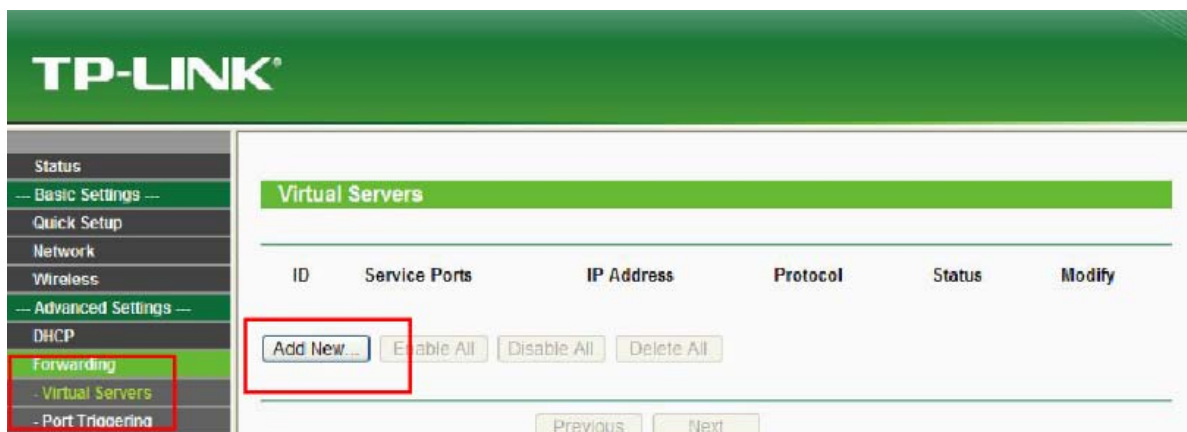 TP-LINK®
Status
--- Basic Settings ---
Quick Setup
Network
Wireless
--- Advanced Settings ---
DHCP
Forwarding
- Virtual Servers
- Port Triggering
Virtual Servers
ID Service Ports IP Address Protocol Status Modify
Add New... Enable All Disable All Delete All
Previous Next